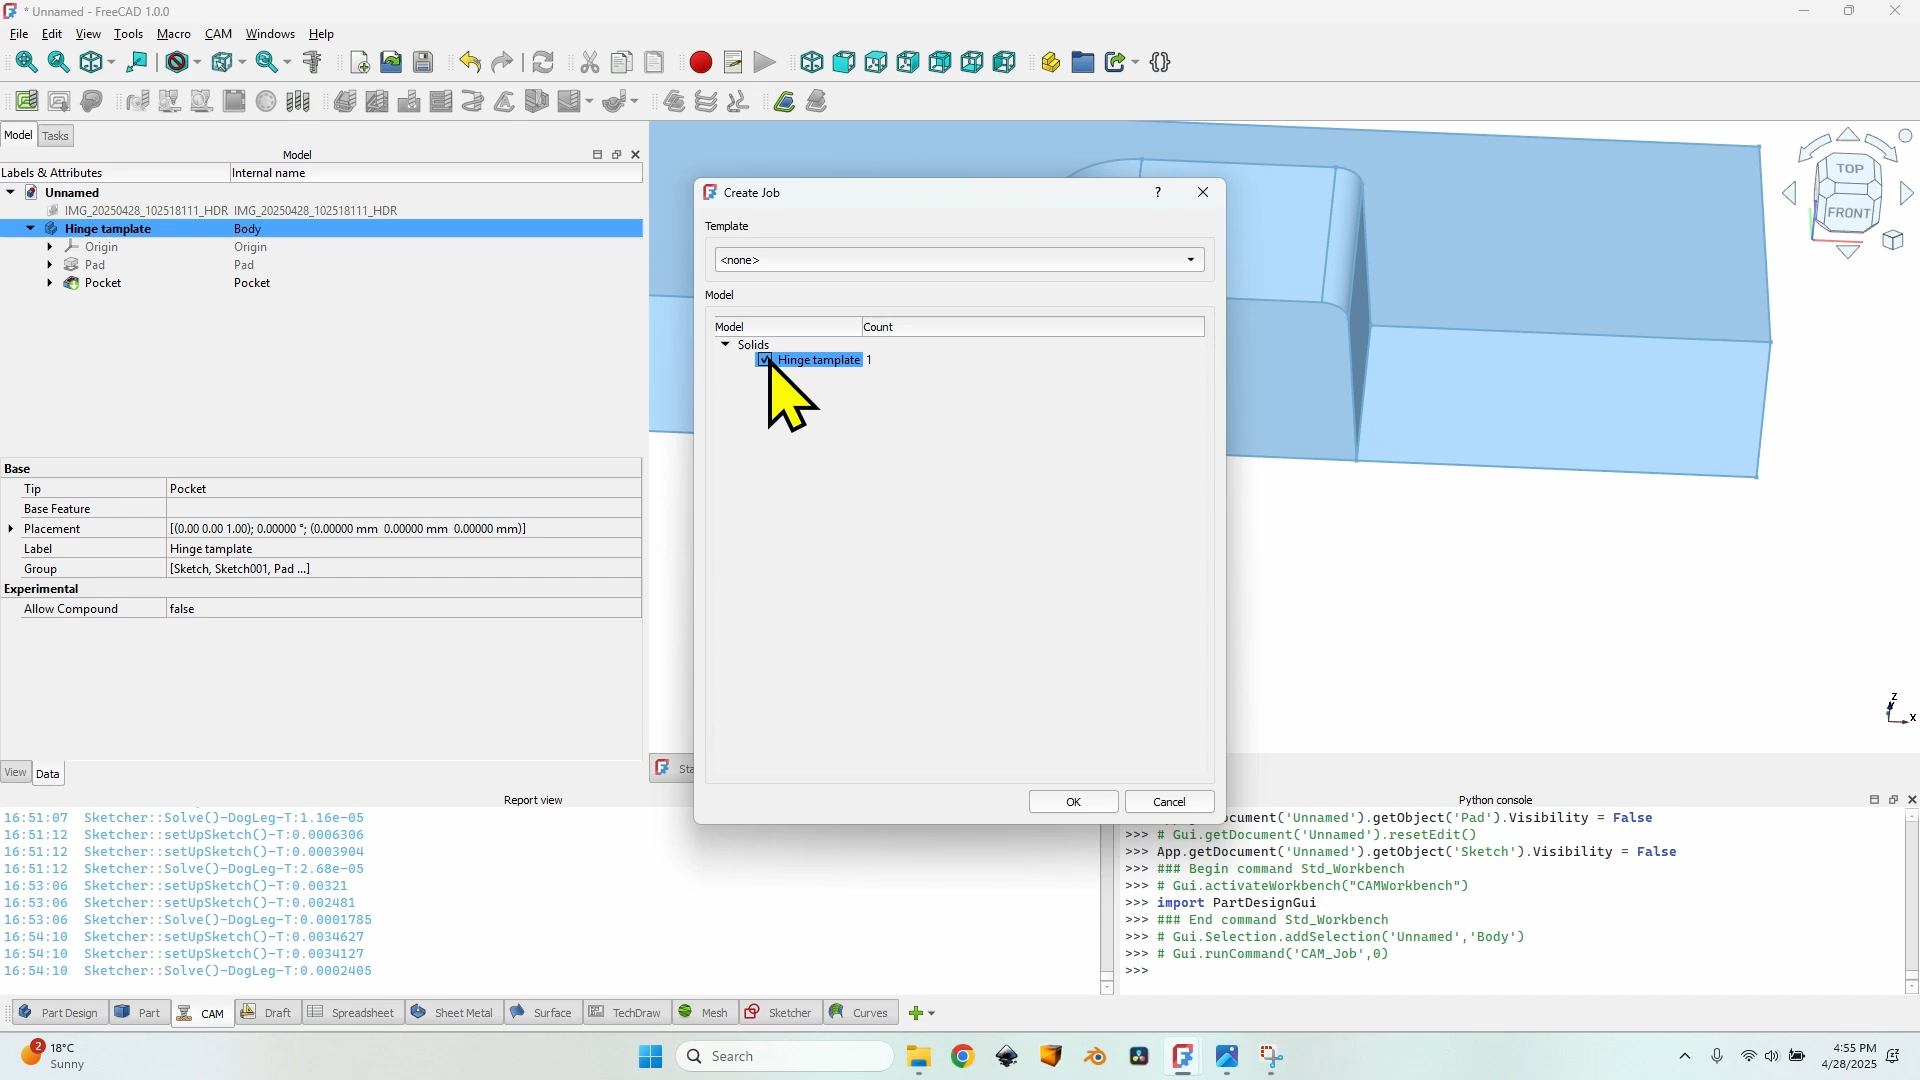 * Unnamed - FreeCAD 1.0.0
File Edit View Tools Macro CAM Windows Help
Model Tasks
Model
Labels & Attributes Internal name
Unnamed
IMG_20250428_102518111_HDR IMG_20250428_102518111_HDR
Hinge tamplate Body
Origin Origin
Pad Pad
Pocket Pocket
Base
Tip Pocket
Base Feature
Placement [(0.00 0.00 1.00); 0.00000 °; (0.00000 mm 0.00000 mm 0.00000 mm)]
Label Hinge tamplate
Group [Sketch, Sketch001, Pad ...]
Experimental
Allow Compound false
View Data
Create Job
?
Template
<none>
Model
Model Count
Solids
Hinge tamplate 1
OK Cancel
TOP
FRONT
Z
X
Sta
Report view
16:51:07 Sketcher::Solve()-DogLeg-T:1.16e-05
16:51:12 Sketcher::setUpSketch()-T:0.0006306
16:51:12 Sketcher::setUpSketch()-T:0.0003904
16:51:12 Sketcher::Solve()-DogLeg-T:2.68e-05
16:53:06 Sketcher::setUpSketch()-T:0.00321
16:53:06 Sketcher::setUpSketch()-T:0.002481
16:53:06 Sketcher::Solve()-DogLeg-T:0.0001785
16:54:10 Sketcher::setUpSketch()-T:0.0034627
16:54:10 Sketcher::setUpSketch()-T:0.0034127
16:54:10 Sketcher::Solve()-DogLeg-T:0.0002405
Python console
ocument('Unnamed').getObject('Pad').Visibility = False
>>> # Gui.getDocument('Unnamed').resetEdit()
>>> App.getDocument('Unnamed').getObject('Sketch').Visibility = False
>>> ### Begin command Std_Workbench
>>> # Gui.activateWorkbench("CAMWorkbench")
>>> import PartDesignGui
>>> ### End command Std_Workbench
>>> # Gui.Selection.addSelection('Unnamed','Body')
>>> # Gui.runCommand('CAM_Job',0)
>>>
Part Design Part CAM Draft Spreadsheet Sheet Metal Surface TechDraw Mesh Sketcher Curves
2
18°C
Sunny
Search
4:55 PM
4/28/2025